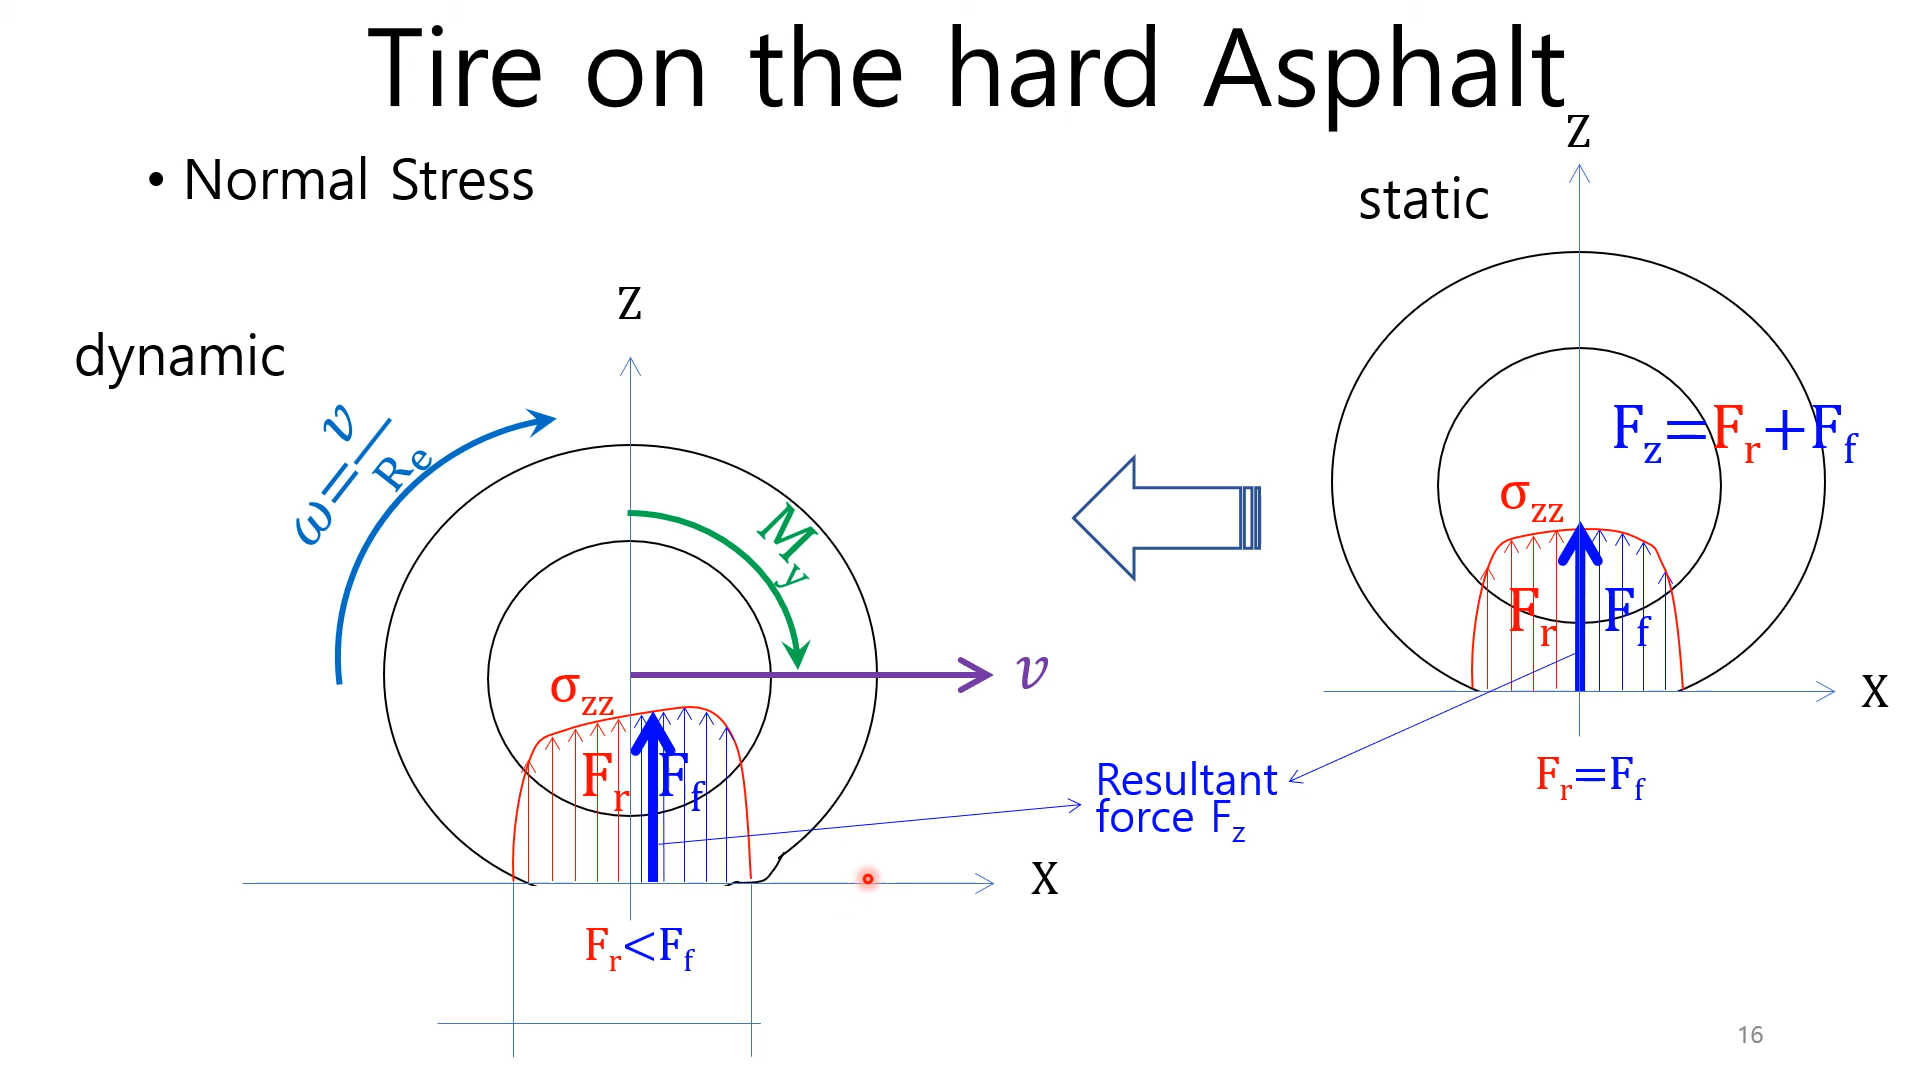 Tire on the hard Asphalt
• Normal Stress
static
Z
dynamic
Z
ω=v/Re
My
v
σzz
Fr
Ff
X
Fr<Ff
Fz=Fr+Ff
σzz
Fr
Ff
X
Fr=Ff
Resultant
force Fz
16